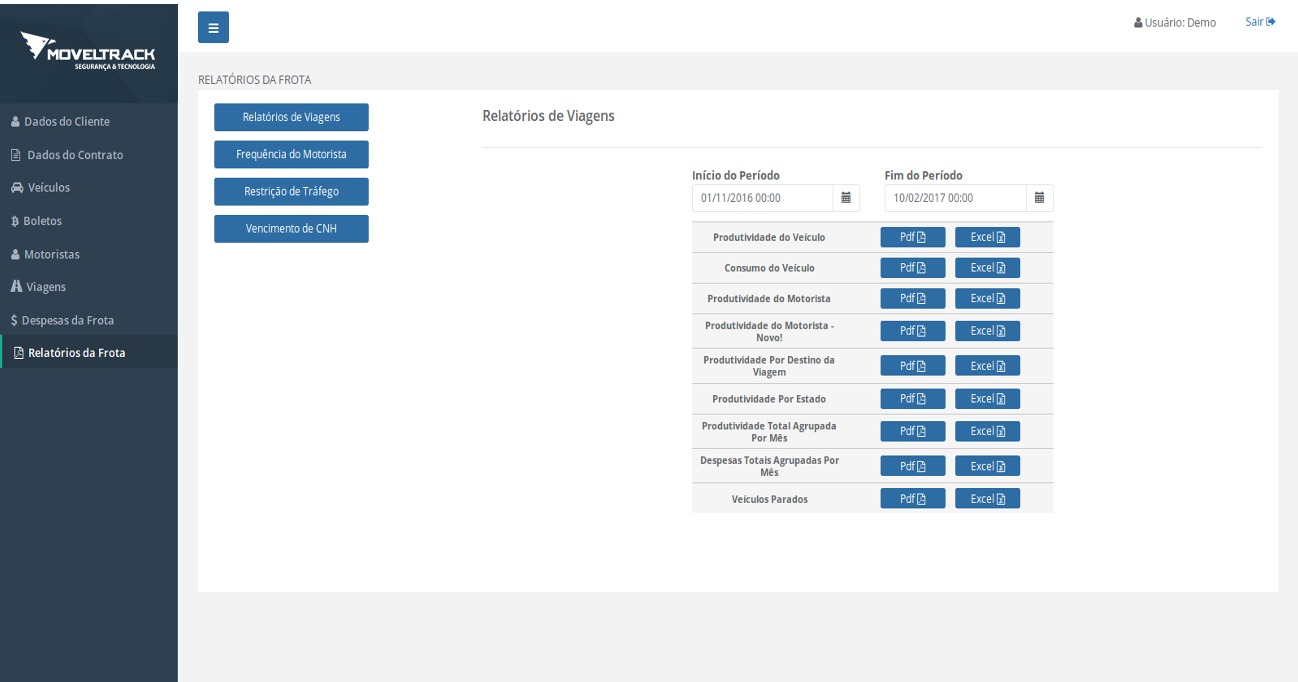 MOVELTRACK
SEGURANÇA & TECNOLOGIA
Usuário: Demo
Sair
Dados do Cliente
Dados do Contrato
Veículos
Boletos
Motoristas
Viagens
Despesas da Frota
Relatórios da Frota
RELATÓRIOS DA FROTA
Relatórios de Viagens
Frequência do Motorista
Restrição de Tráfego
Vencimento de CNH
Relatórios de Viagens
Início do Período
Fim do Período
01/11/2016 00:00
10/02/2017 00:00
Produtividade do Veículo Pdf Excel
Consumo do Veículo Pdf Excel
Produtividade do Motorista Pdf Excel
Produtividade do Motorista -
Novo!
Pdf Excel
Produtividade Por Destino da
Viagem
Pdf Excel
Produtividade Por Estado Pdf Excel
Produtividade Total Agrupada
Por Mês
Pdf Excel
Despesas Totais Agrupadas Por
Mês
Pdf Excel
Veículos Parados Pdf Excel